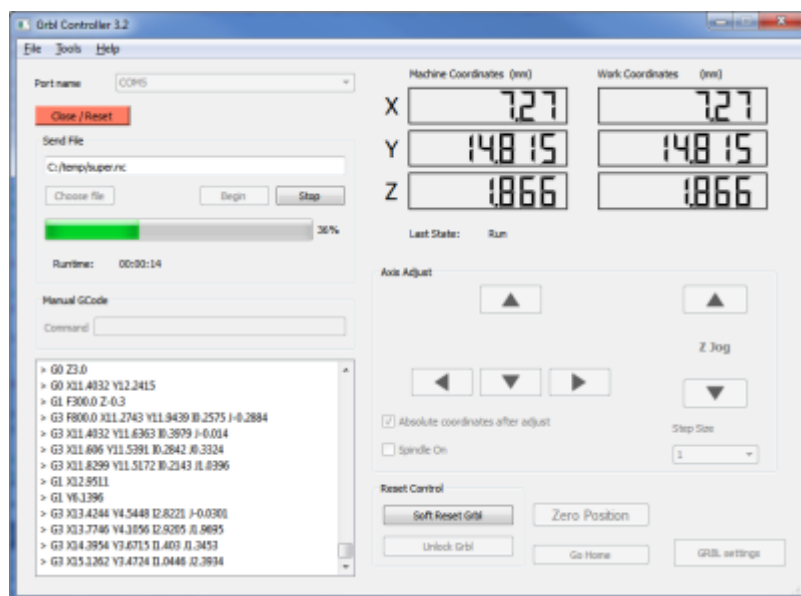 Grbl Controller 3.2
File Tools Help
Port name COM5
Close / Reset
Send File
C:/temp/super.nc
Choose file Begin Stop
36%
Runtime: 00:00:14
Manual GCode
Command
> G0 Z3.0
> G0 X11.4032 Y12.2415
> G1 F300.0 Z-0.3
> G3 F800.0 X11.2743 Y11.9439 I0.2575 J-0.2884
> G3 X11.4032 Y11.6363 I0.3979 J-0.014
> G3 X11.606 Y11.5391 I0.2842 J0.3324
> G3 X11.8299 Y11.5172 I0.2143 J1.0396
> G1 X12.9511
> G1 Y6.1396
> G3 X13.4244 Y4.5448 I2.8221 J-0.0301
> G3 X13.7746 Y4.1056 I2.9205 J1.9695
> G3 X14.3954 Y3.6715 I1.403 J1.3453
> G3 X15.1262 Y3.4724 I1.0446 J2.3934
Machine Coordinates (mm) Work Coordinates (mm)
X 7.27 7.27
Y 14.815 14.815
Z 1.866 1.866
Last State: Run
Axis Adjust
Z Jog
Absolute coordinates after adjust
Step Size
Spindle On
1
Reset Control
Soft Reset Grbl Zero Position
Unlock Grbl Go Home GRBL settings